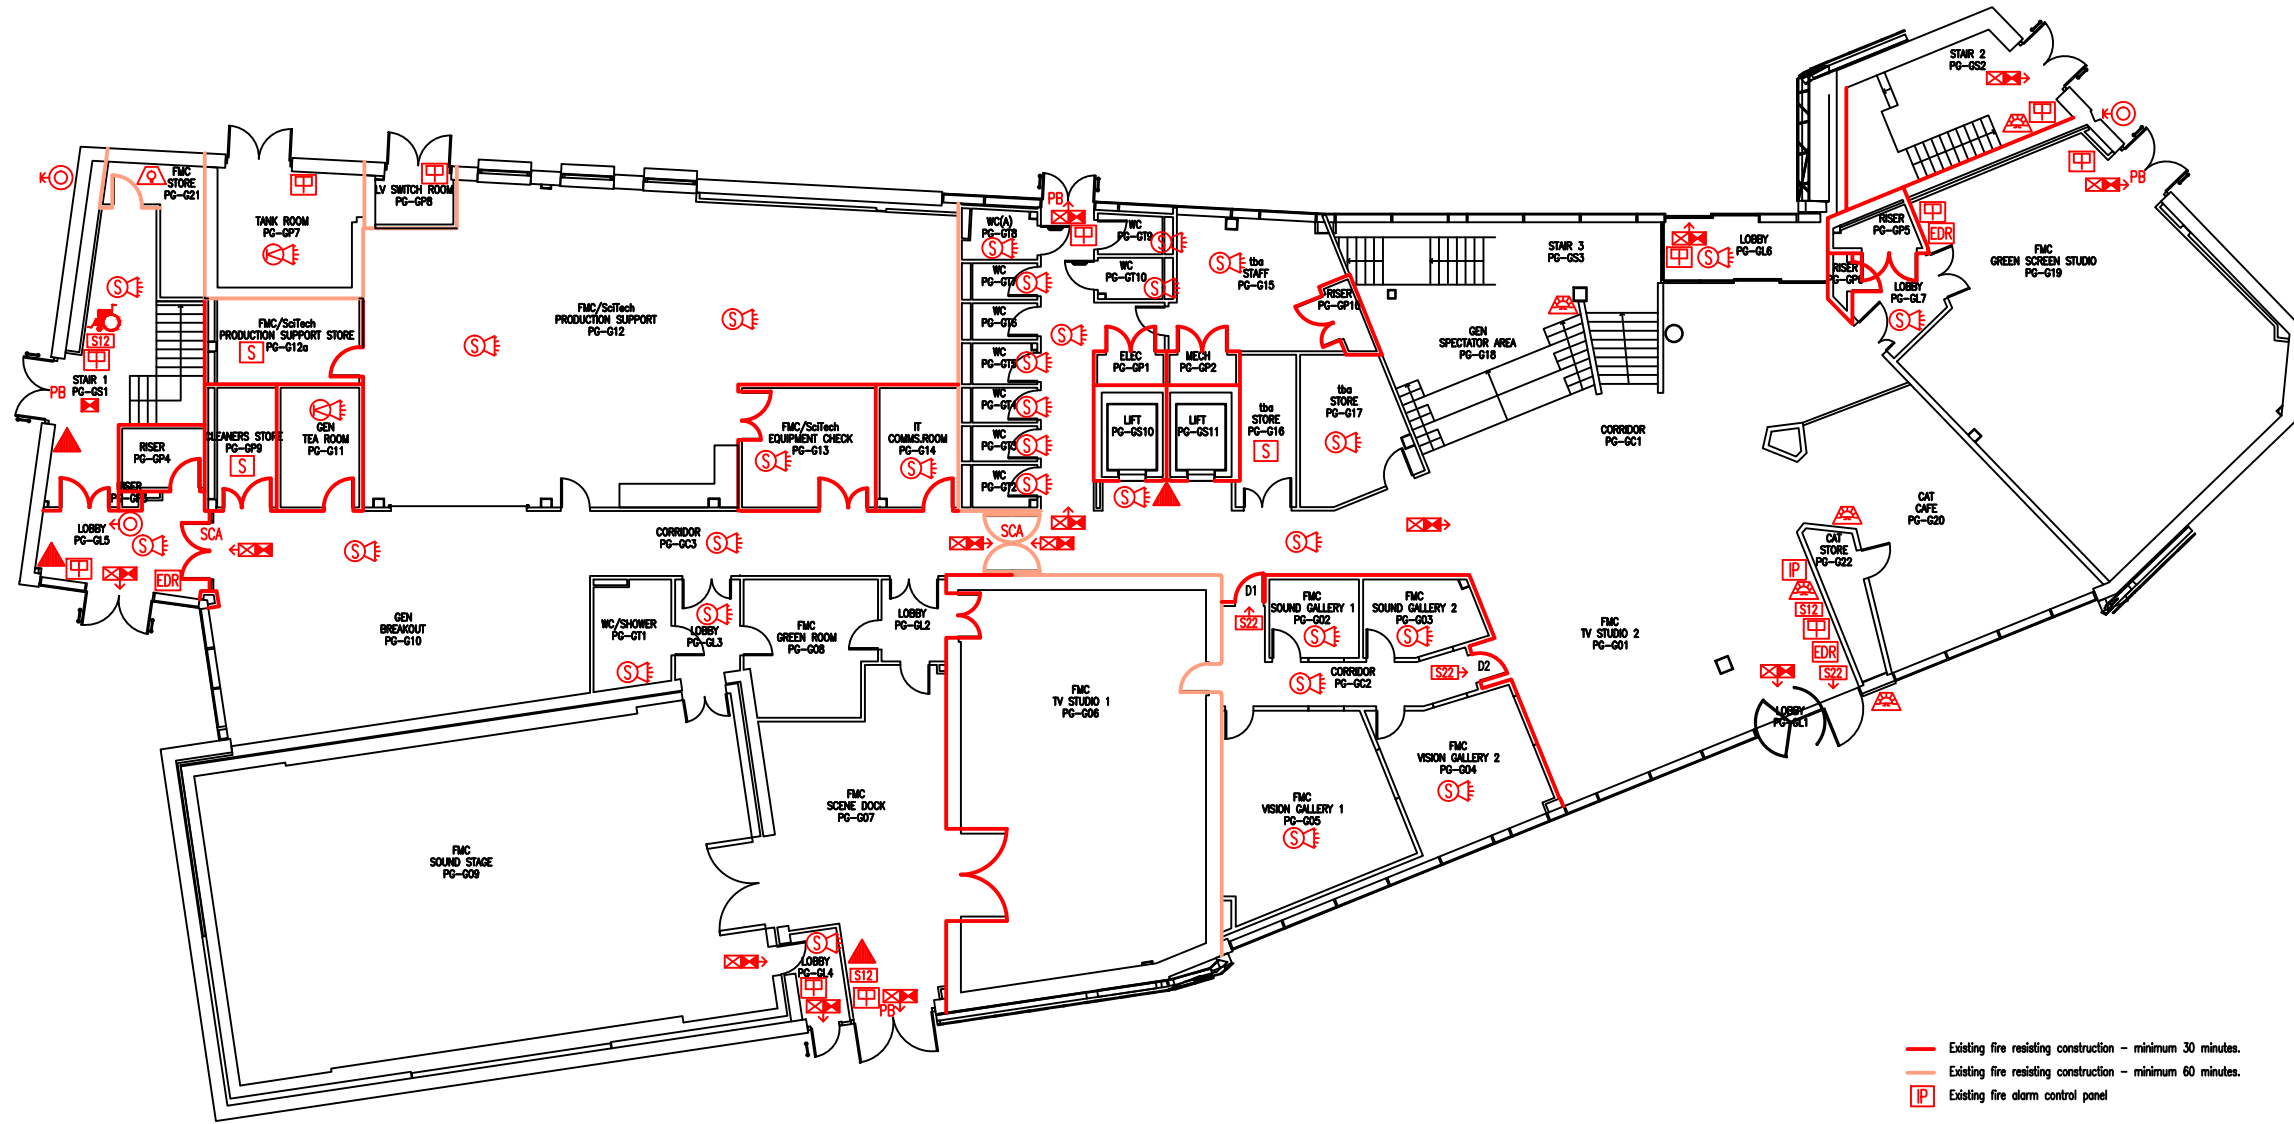 STAIR 2
PG-GS2
FMC
STORE
PG-G21
LV SWITCH ROOM
PG-GP8
TANK ROOM
PG-GP7
PB
PB
WC(A)
PG-GT8
WC
PG-GT9
RISER
PG-GP5
EDR
STAIR 3
PG-GS3
LOBBY
PG-GL6
FMC
GREEN SCREEN STUDIO
PG-G19
WC
PG-GT7
WC
PG-GT10
tba
STAFF
PG-G15
RISER
LOBBY
PG-GL7
RISER
PG-GP10
FMC/SciTech
PRODUCTION SUPPORT
PG-G12
FMC/SciTech
PRODUCTION SUPPORT STORE
PG-G12a
S
WC
PG-GT6
GEN
SPECTATOR AREA
PG-G18
S12
STAIR 1
PG-GS1
PB
WC
PG-GT5
ELEC
PG-GP1
MECH
PG-GP2
tba
STORE
PG-G17
WC
PG-GT4
tba
STORE
PG-G16
S
LIFT
PG-GS10
LIFT
PG-GS11
CORRIDOR
PG-GC1
RISER
PG-GP4
CLEANERS STORE
PG-GP9
S
GEN
TEA ROOM
PG-G11
FMC/SciTech
EQUIPMENT CHECK
PG-G13
IT
COMMS.ROOM
PG-G14
WC
PG-GT3
WC
PG-GT2
RISER
CAT
CAFE
PG-G20
LOBBY
PG-GL5
SCA
CORRIDOR
PG-GC3
SCA
CAT
STORE
PG-G22
EDR
IP
D1
S22
FMC
SOUND GALLERY 1
PG-G02
FMC
SOUND GALLERY 2
PG-G03
S12
GEN
BREAKOUT
PG-G10
WC/SHOWER
PG-GT1
LOBBY
PG-GL3
FMC
GREEN ROOM
PG-G08
LOBBY
PG-GL2
FMC
TV STUDIO 2
PG-G01
EDR
S22
CORRIDOR
PG-GC2
S22
D2
FMC
TV STUDIO 1
PG-G06
LOBBY
PG-GL1
FMC
VISION GALLERY 2
PG-G04
FMC
SCENE DOCK
PG-G07
FMC
VISION GALLERY 1
PG-G05
FMC
SOUND STAGE
PG-G09
LOBBY
PG-GL4
S12
PB
Existing fire resisting construction - minimum 30 minutes.
Existing fire resisting construction - minimum 60 minutes.
IP Existing fire alarm control panel